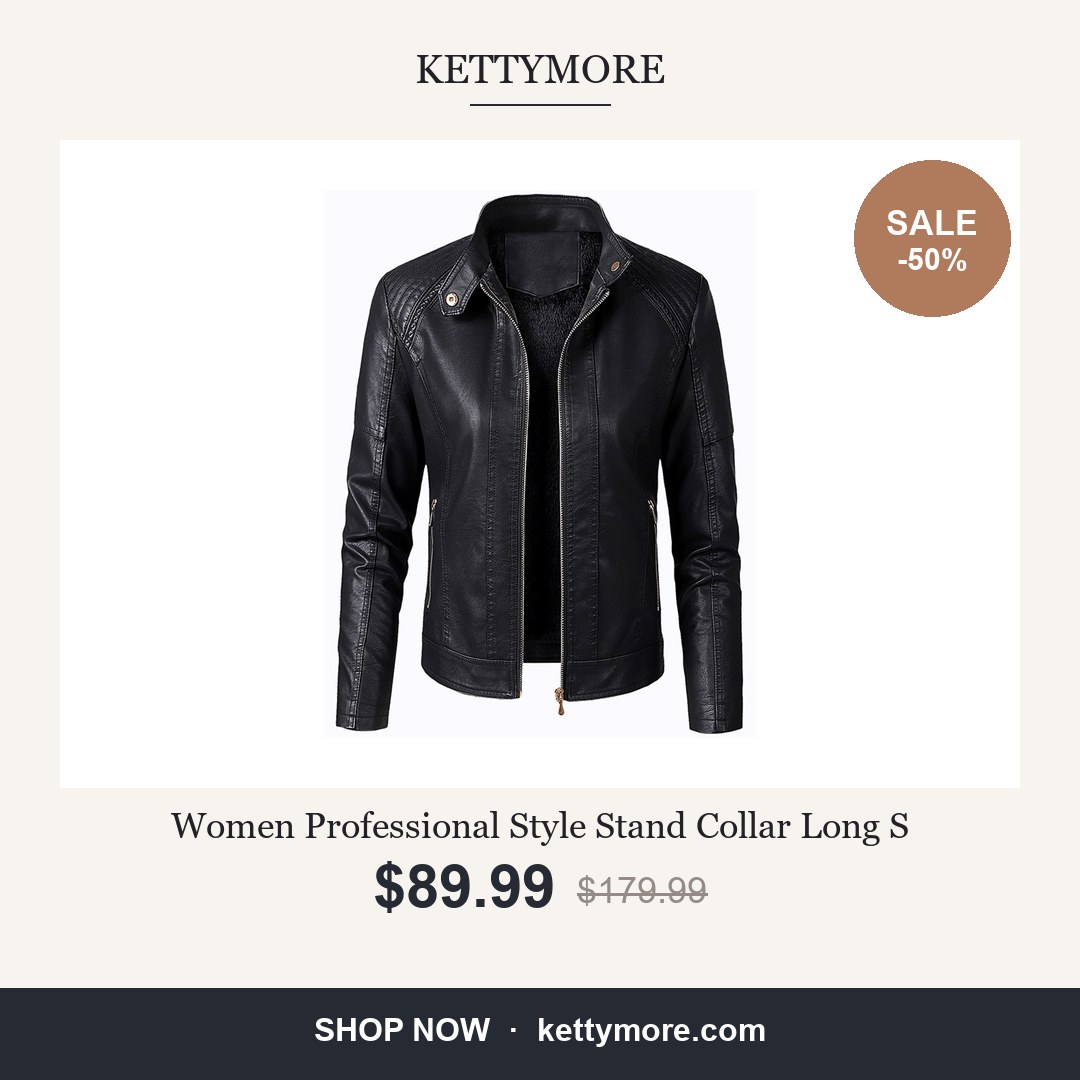 KETTYMORE
SALE
-50%
Women Professional Style Stand Collar Long S
$89.99 $179.99
SHOP NOW · kettymore.com